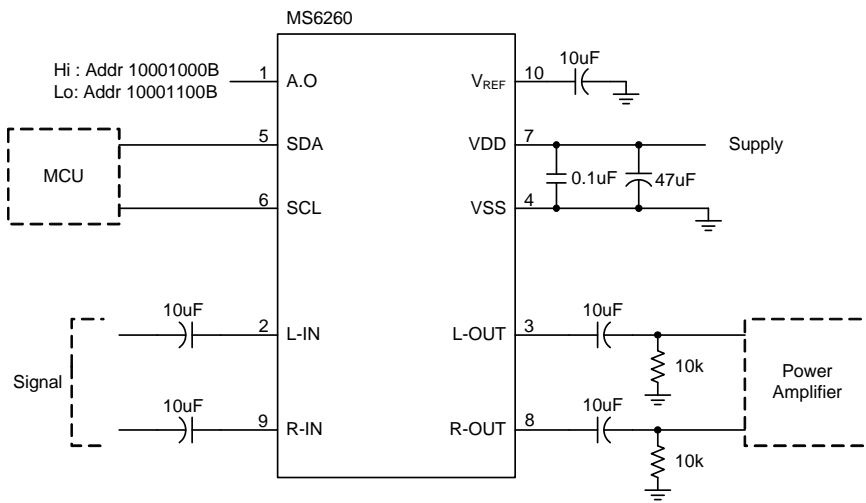 MS6260
Hi : Addr 10001000B
Lo: Addr 10001100B
1
A.O
VREF
10
10uF
MCU
5
SDA
VDD
7
Supply
0.1uF
47uF
6
SCL
VSS
4
Signal
10uF
2
L-IN
L-OUT
3
10uF
10k
Power
Amplifier
10uF
9
R-IN
R-OUT
8
10uF
10k